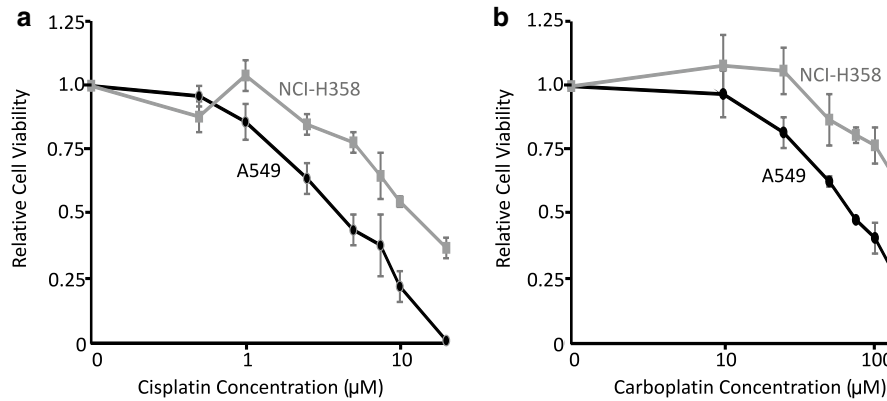 a
1.25
1.0
0.75
0.5
0.25
0
Relative Cell Viability
NCI-H358
A549
0
1
10
Cisplatin Concentration (µM)
b
1.25
1.0
0.75
0.5
0.25
0
Relative Cell Viability
NCI-H358
A549
0
10
100
Carboplatin Concentration (µM)